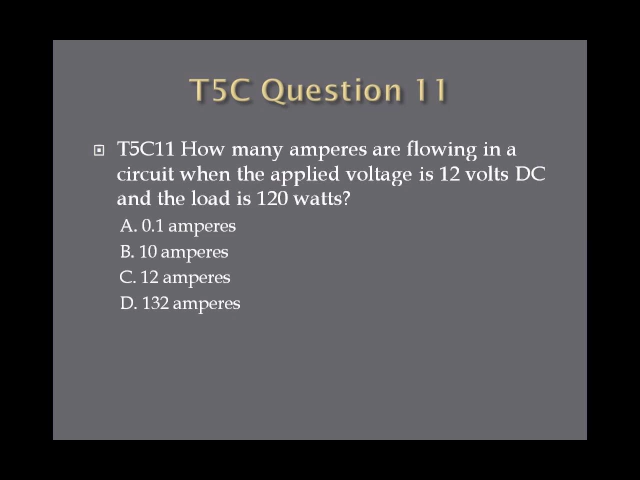 T5C Question 11
T5C11 How many amperes are flowing in a
circuit when the applied voltage is 12 volts DC
and the load is 120 watts?
A. 0.1 amperes
B. 10 amperes
C. 12 amperes
D. 132 amperes